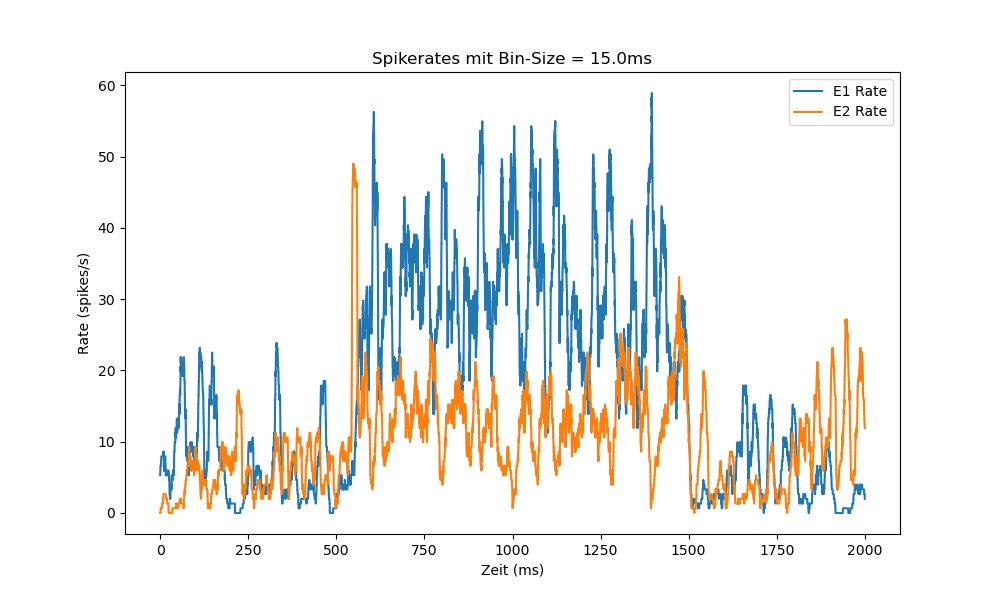 Spikerates mit Bin-Size = 15.0ms
E1 Rate
E2 Rate
Rate (spikes/s)
60
50
40
30
20
10
0
0 250 500 750 1000 1250 1500 1750 2000
Zeit (ms)